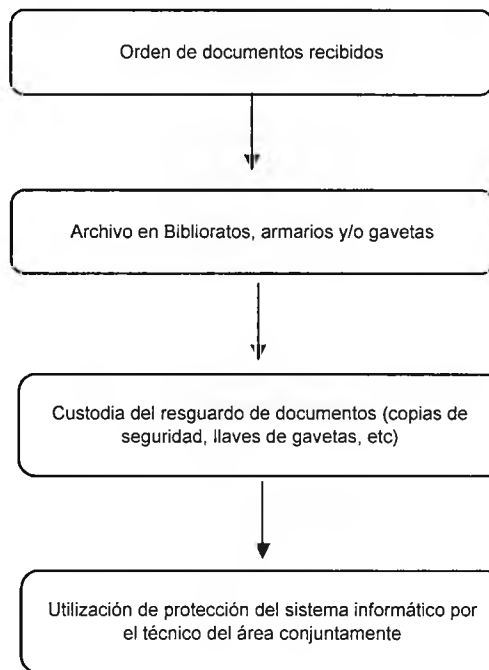 Orden de documentos recibidos
Archivo en Biblioratos, armarios y/o gavetas
Custodia del resguardo de documentos (copias de
seguridad, llaves de gavetas, etc)
Utilización de protección del sistema informático por
el técnico del área conjuntamente